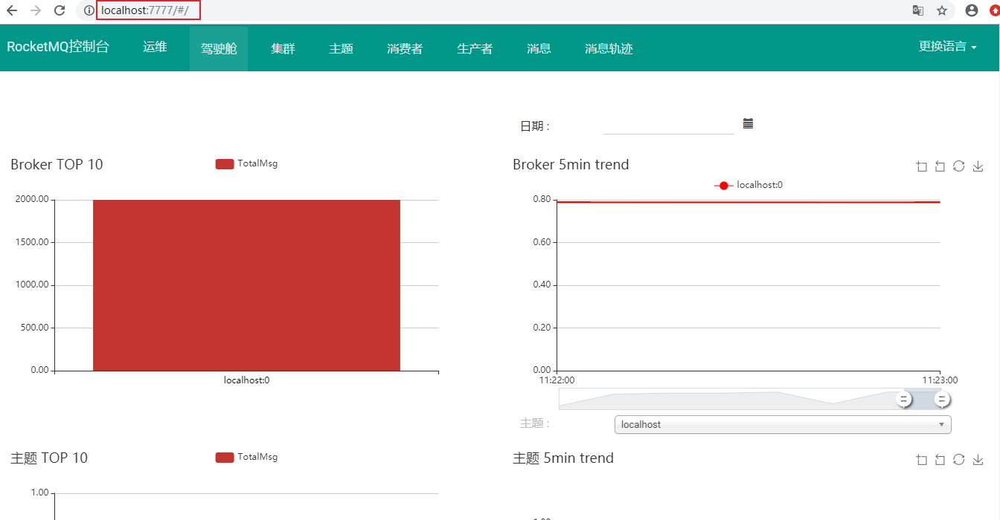 localhost:7777/#/
RocketMQ控制台 运维 驾驶舱 集群 主题 消费者 生产者 消息 消息轨迹 更换语言
日期 :
Broker TOP 10
TotalMsg
2000.00
1500.00
1000.00
500.00
0.00
localhost:0
Broker 5min trend
localhost:0
0.80
0.60
0.40
0.20
0.00
11:22:00 11:23:00
主题 :
localhost
主题 TOP 10
TotalMsg
1.00
主题 5min trend